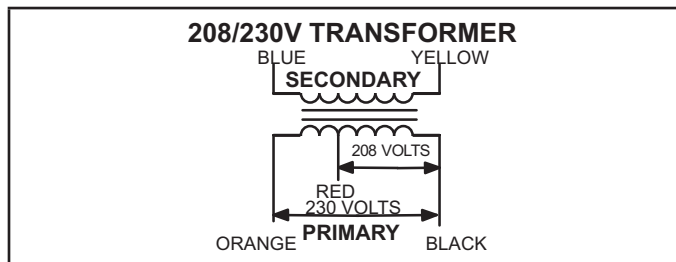 208/230V TRANSFORMER
BLUE YELLOW
SECONDARY
208 VOLTS
RED
230 VOLTS
PRIMARY
ORANGE BLACK